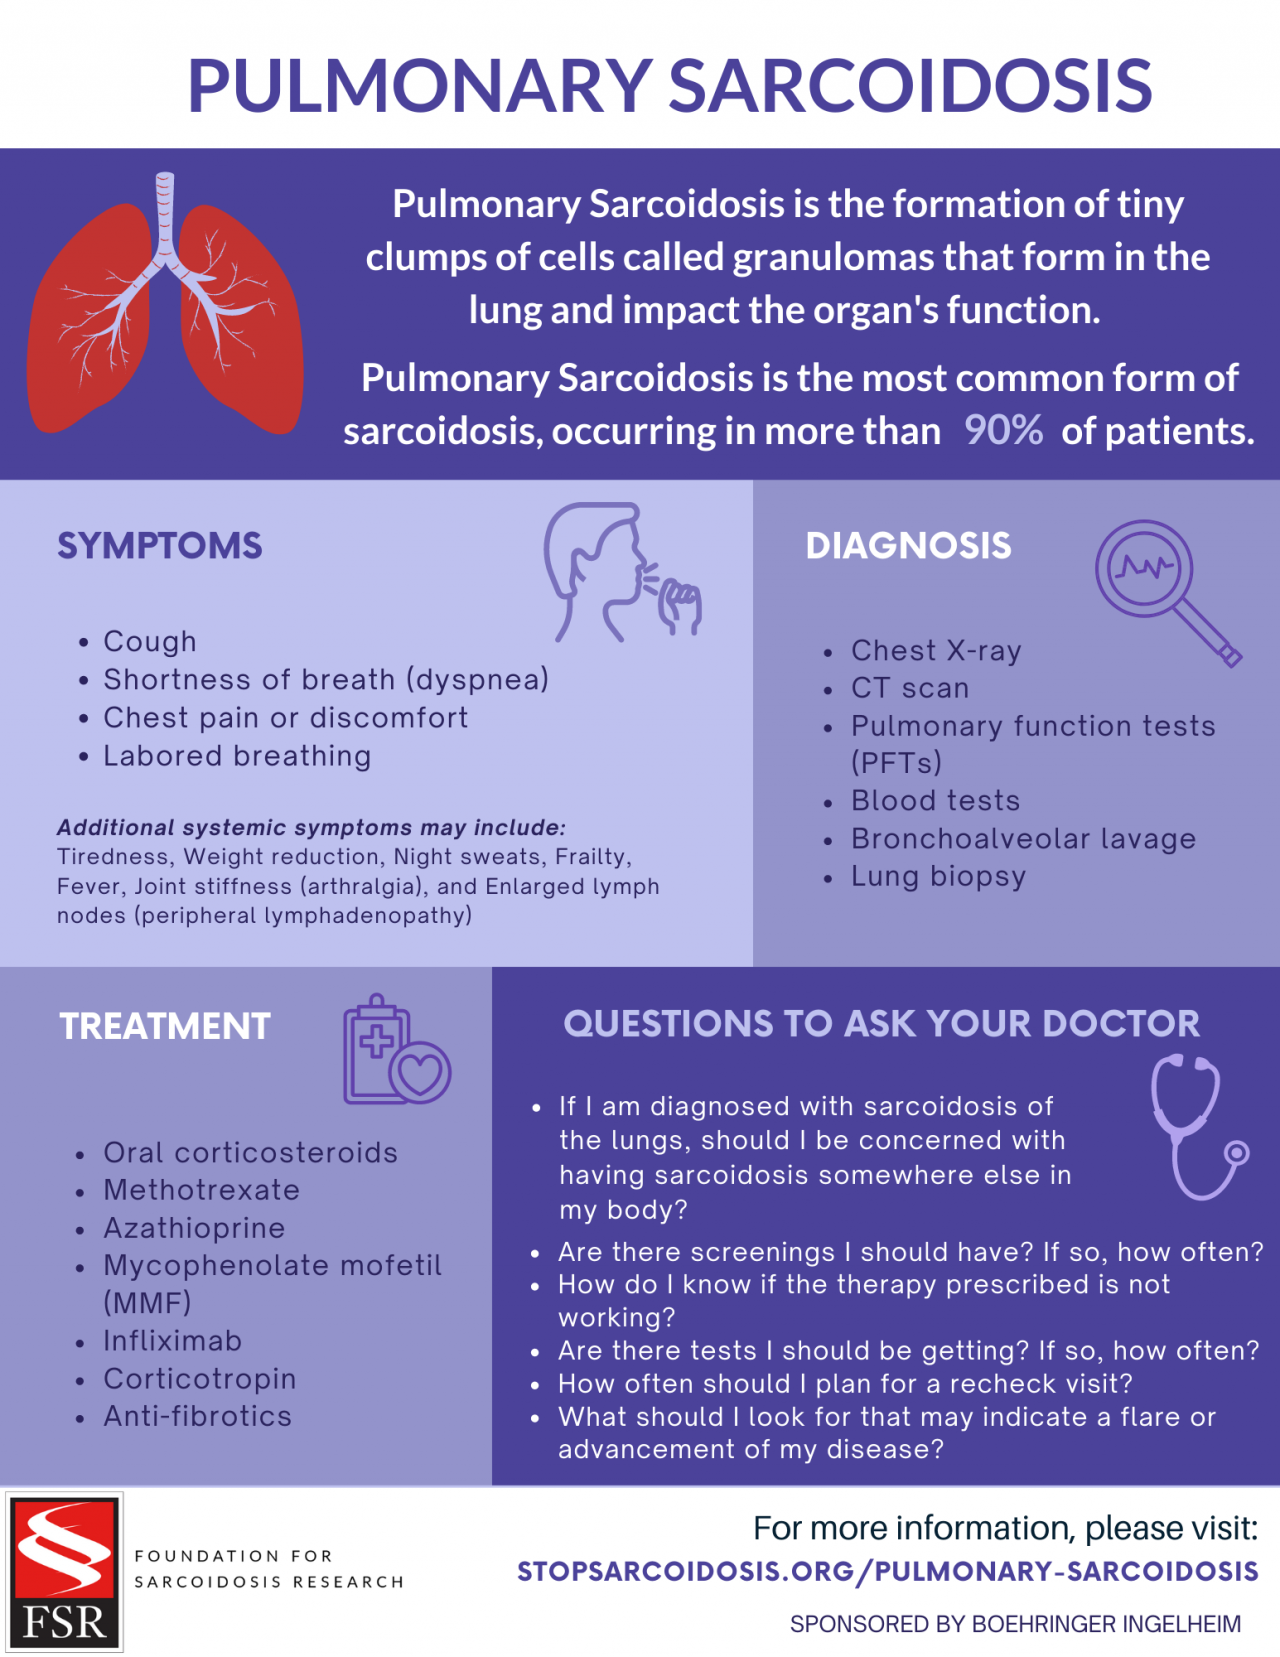 PULMONARY SARCOIDOSIS
Pulmonary Sarcoidosis is the formation of tiny
clumps of cells called granulomas that form in the
lung and impact the organ's function.
Pulmonary Sarcoidosis is the most common form of
sarcoidosis, occurring in more than 90% of patients.
SYMPTOMS
• Cough
• Shortness of breath (dyspnea)
• Chest pain or discomfort
• Labored breathing
Additional systemic symptoms may include:
Tiredness, Weight reduction, Night sweats, Frailty,
Fever, Joint stiffness (arthralgia), and Enlarged lymph
nodes (peripheral lymphadenopathy)
DIAGNOSIS
• Chest X-ray
• CT scan
• Pulmonary function tests
(PFTs)
• Blood tests
• Bronchoalveolar lavage
• Lung biopsy
TREATMENT
• Oral corticosteroids
• Methotrexate
• Azathioprine
• Mycophenolate mofetil
(MMF)
• Infliximab
• Corticotropin
• Anti-fibrotics
QUESTIONS TO ASK YOUR DOCTOR
• If I am diagnosed with sarcoidosis of
the lungs, should I be concerned with
having sarcoidosis somewhere else in
my body?
• Are there screenings I should have? If so, how often?
• How do I know if the therapy prescribed is not
working?
• Are there tests I should be getting? If so, how often?
• How often should I plan for a recheck visit?
• What should I look for that may indicate a flare or
advancement of my disease?
FSR
FOUNDATION FOR
SARCOIDOSIS RESEARCH
For more information, please visit:
STOPSARCOIDOSIS.ORG/PULMONARY-SARCOIDOSIS
SPONSORED BY BOEHRINGER INGELHEIM